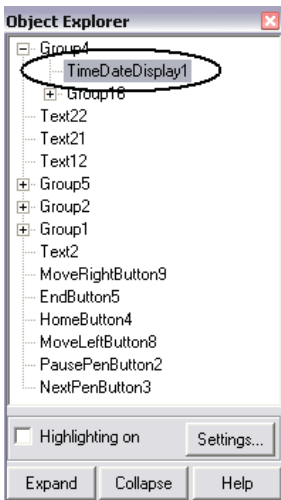 Object Explorer
Group4
TimeDateDisplay1
Group18
Text22
Text21
Text12
Group5
Group2
Group1
Text2
MoveRightButton9
EndButton5
HomeButton4
MoveLeftButton8
PausePenButton2
NextPenButton3
Highlighting on Settings...
Expand Collapse Help